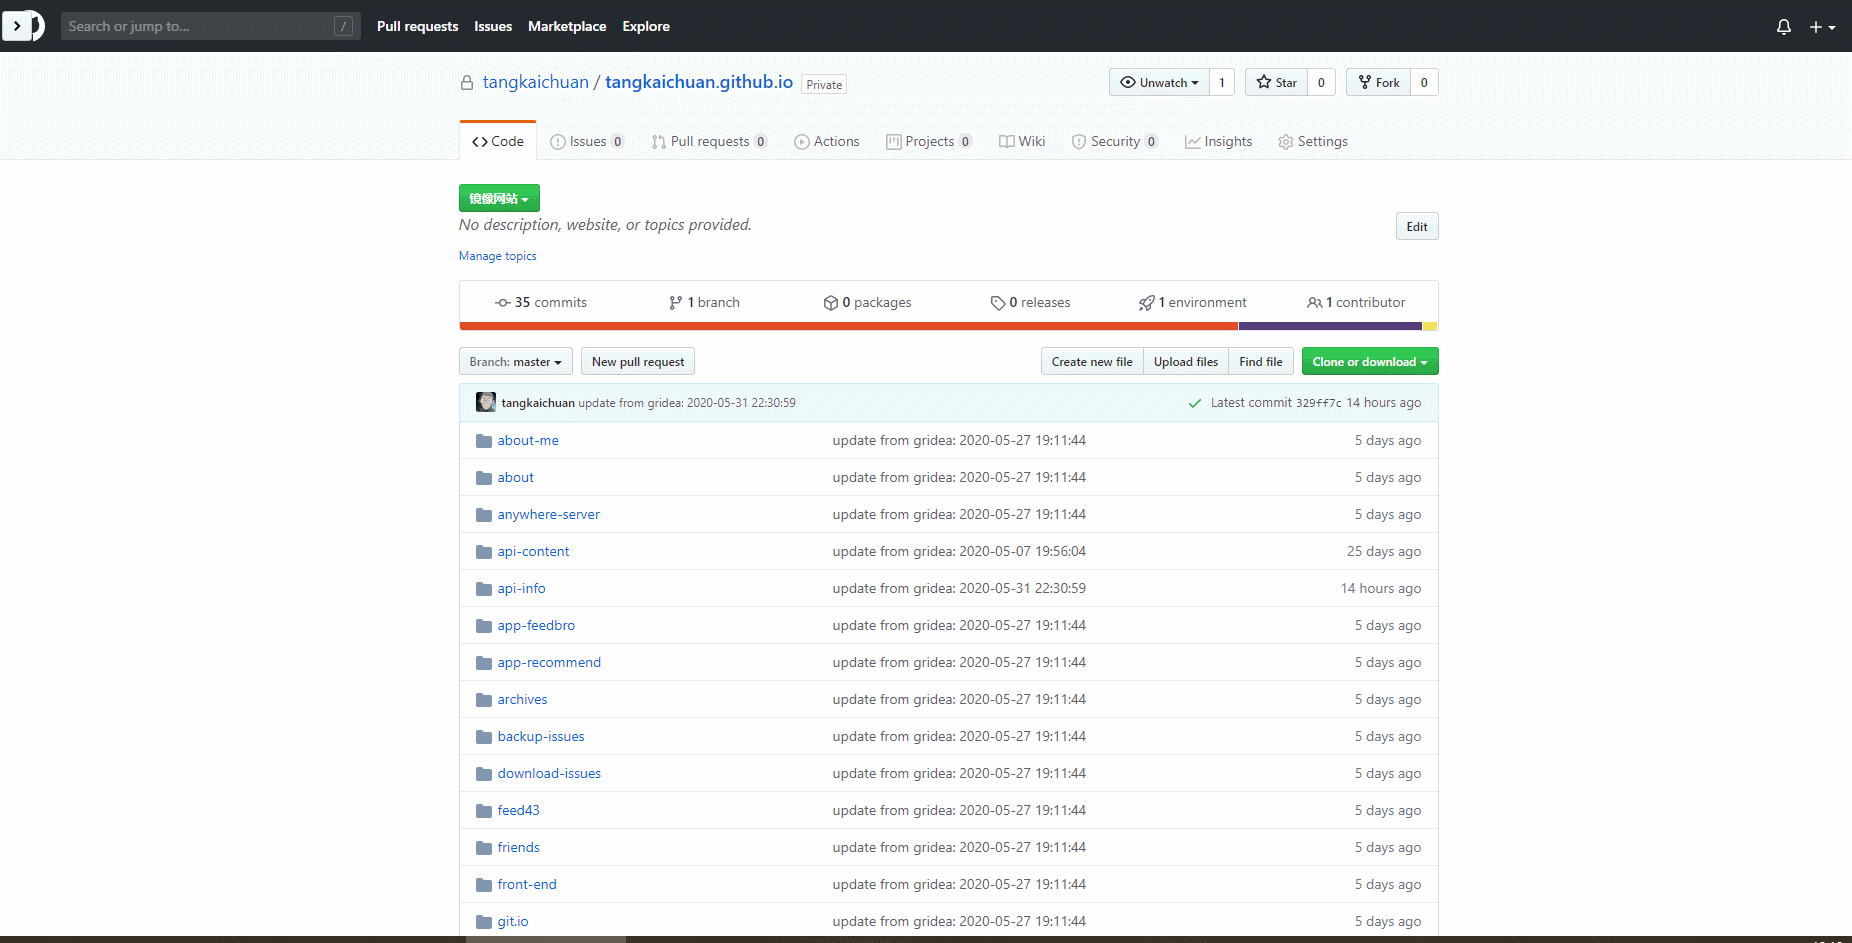 Search or jump to... /
Pull requests Issues Marketplace Explore
tangkaichuan / tangkaichuan.github.io Private
Unwatch 1 Star 0 Fork 0
Code Issues 0 Pull requests 0 Actions Projects 0 Wiki Security 0 Insights Settings
镜像网站
No description, website, or topics provided.
Edit
Manage topics
35 commits 1 branch 0 packages 0 releases 1 environment 1 contributor
Branch: master New pull request Create new file Upload files Find file Clone or download
tangkaichuan update from gridea: 2020-05-31 22:30:59 Latest commit 329ff7c 14 hours ago
about-me update from gridea: 2020-05-27 19:11:44 5 days ago
about update from gridea: 2020-05-27 19:11:44 5 days ago
anywhere-server update from gridea: 2020-05-27 19:11:44 5 days ago
api-content update from gridea: 2020-05-07 19:56:04 25 days ago
api-info update from gridea: 2020-05-31 22:30:59 14 hours ago
app-feedbro update from gridea: 2020-05-27 19:11:44 5 days ago
app-recommend update from gridea: 2020-05-27 19:11:44 5 days ago
archives update from gridea: 2020-05-27 19:11:44 5 days ago
backup-issues update from gridea: 2020-05-27 19:11:44 5 days ago
download-issues update from gridea: 2020-05-27 19:11:44 5 days ago
feed43 update from gridea: 2020-05-27 19:11:44 5 days ago
friends update from gridea: 2020-05-27 19:11:44 5 days ago
front-end update from gridea: 2020-05-27 19:11:44 5 days ago
git.io update from gridea: 2020-05-27 19:11:44 5 days ago